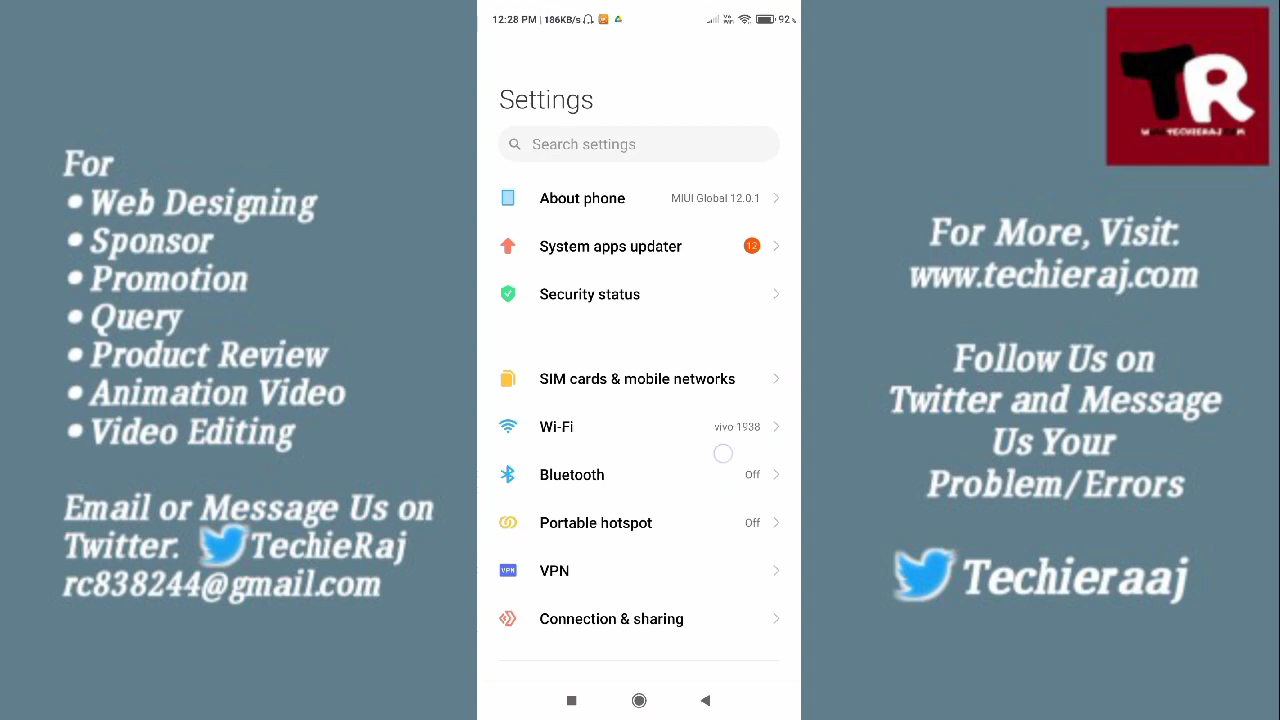 For
• Web Designing
• Sponsor
• Promotion
• Query
• Product Review
• Animation Video
• Video Editing
Email or Message Us on
Twitter. TechieRaj
rc838244@gmail.com
12:28 PM | 186KB/s
92%
Settings
Search settings
About phone MIUI Global 12.0.1
System apps updater 12
Security status
SIM cards & mobile networks
Wi-Fi vivo 1938
Bluetooth Off
Portable hotspot Off
VPN VPN
Connection & sharing
TR
For More, Visit:
www.techieraj.com
Follow Us on
Twitter and Message
Us Your
Problem/Errors
Techieraaj